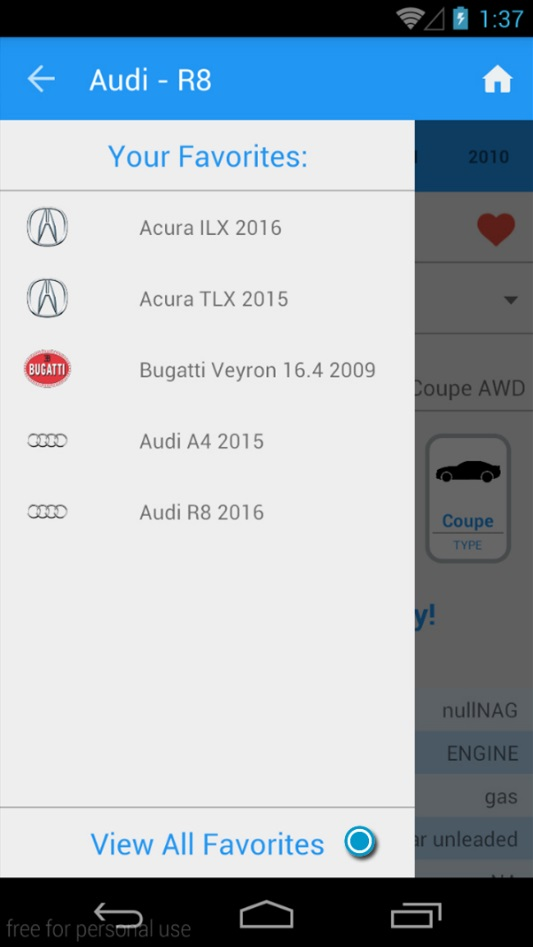 1:37
Audi - R8
Your Favorites:
2010
Acura ILX 2016
Acura TLX 2015
BUGATTI
Bugatti Veyron 16.4 2009
Coupe AWD
Audi A4 2015
Coupe
TYPE
Audi R8 2016
y!
nullNAG
ENGINE
gas
unleaded
View All Favorites
free for personal use